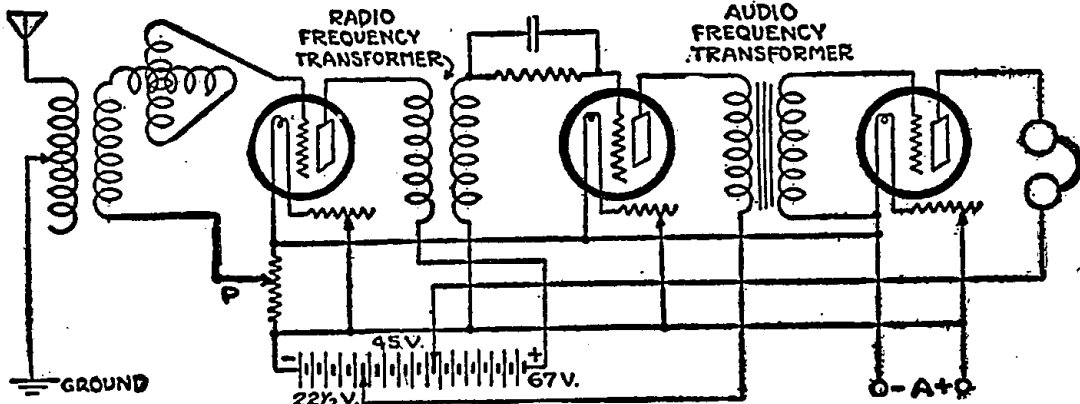 RADIO
FREQUENCY
TRANSFORMER
AUDIO
FREQUENCY
TRANSFORMER
P
45V.
- +
67V.
22½V.
GROUND
- A +